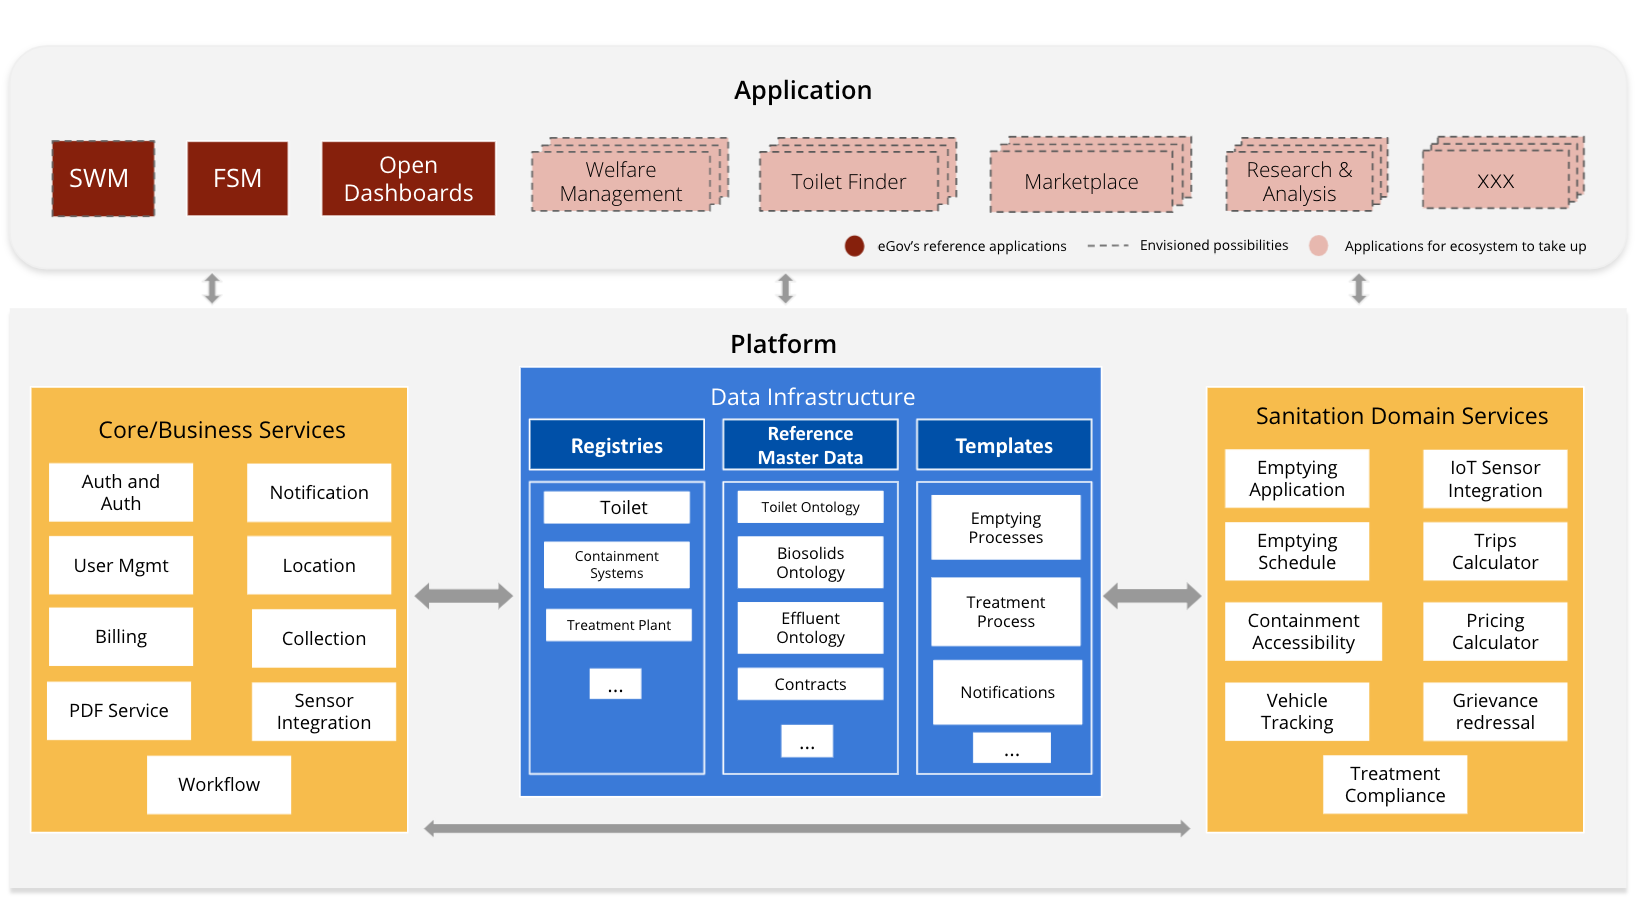 Application
SWM
FSM
Open
Dashboards
Welfare
Management
Toilet Finder
Marketplace
Research &
Analysis
XXX
eGov's reference applications
Envisioned possibilities
Applications for ecosystem to take up
Platform
Core/Business Services
Auth and
Auth
Notification
User Mgmt
Location
Billing
Collection
PDF Service
Sensor
Integration
Workflow
Data Infrastructure
Registries
Toilet
Containment
Systems
Treatment Plant
...
Reference
Master Data
Toilet Ontology
Biosolids
Ontology
Effluent
Ontology
Contracts
...
Templates
Emptying
Processes
Treatment
Process
Notifications
...
Sanitation Domain Services
Emptying
Application
IoT Sensor
Integration
Emptying
Schedule
Trips
Calculator
Containment
Accessibility
Pricing
Calculator
Vehicle
Tracking
Grievance
redressal
Treatment
Compliance